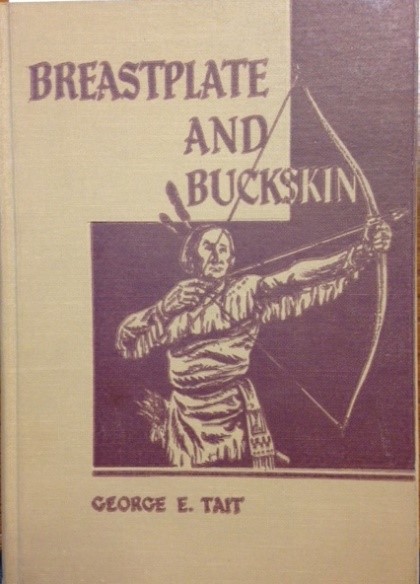 BREASTPLATE
AND
BUCKSKIN
GEORGE E. TAIT